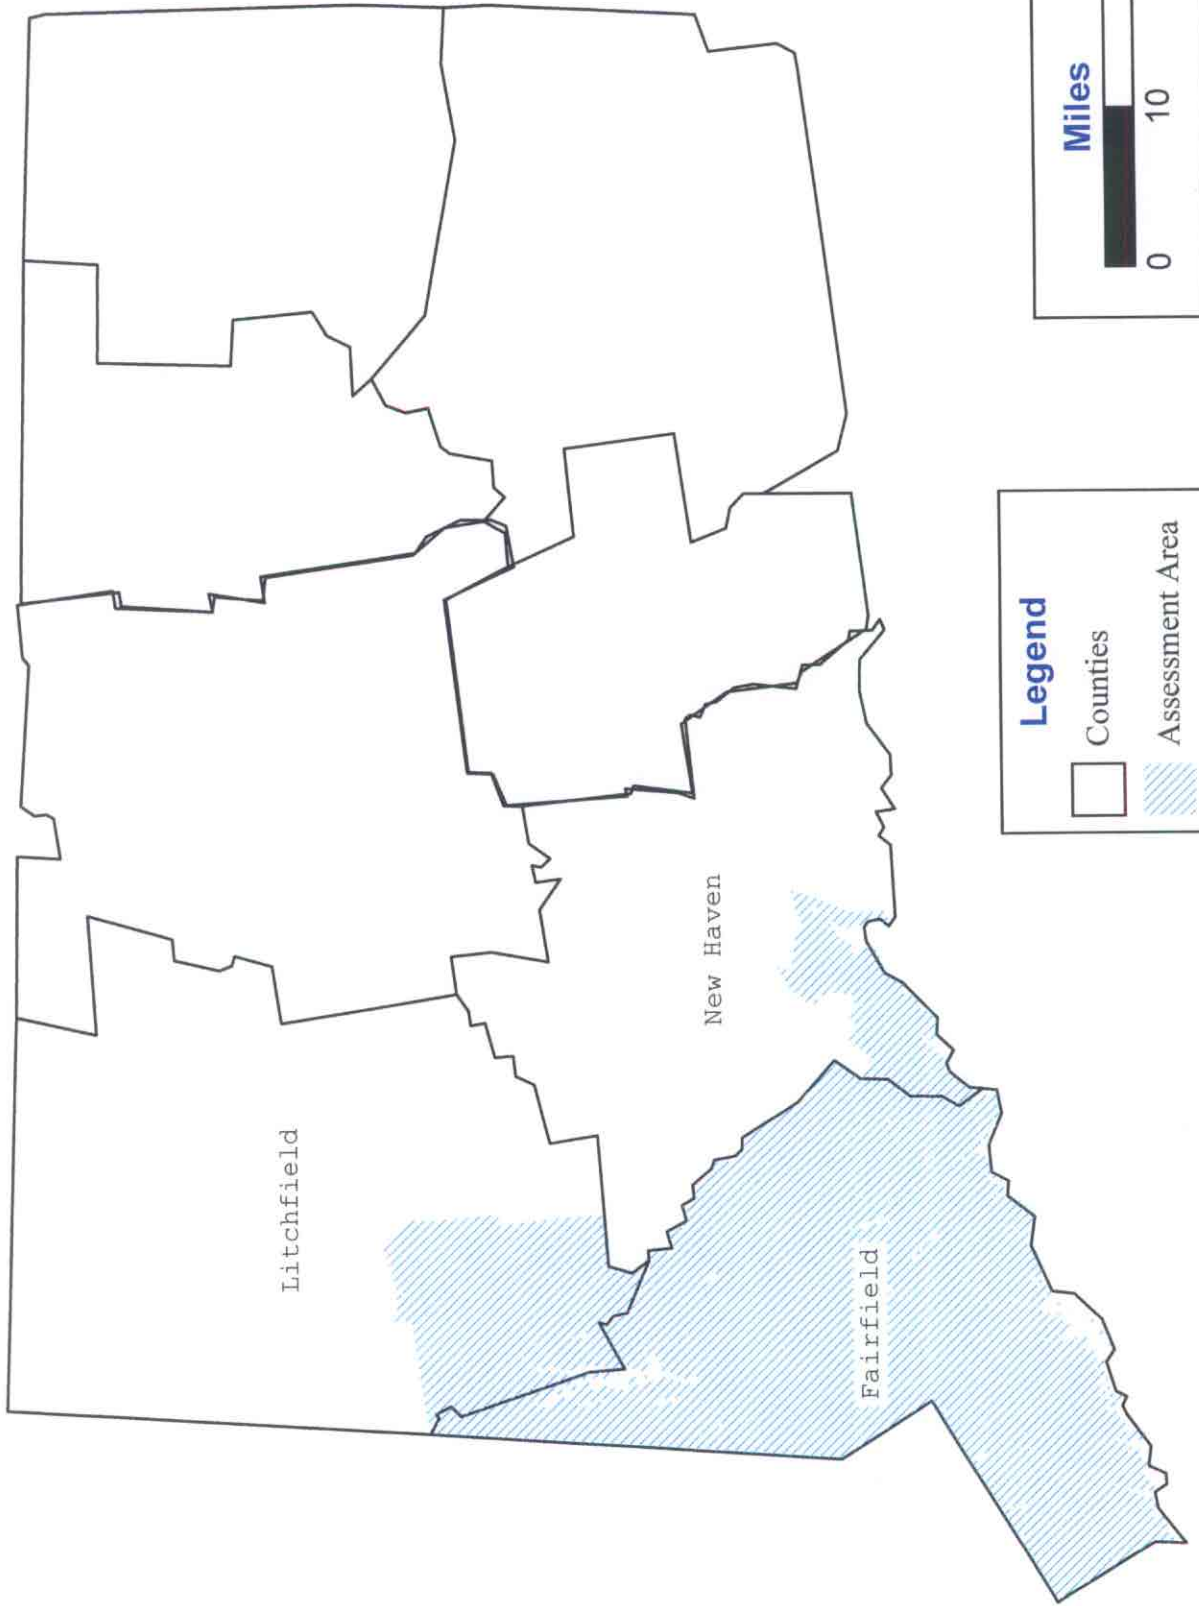 Litchfield
New Haven
Fairfield
Legend
Counties
Assessment Area
Miles
0 10